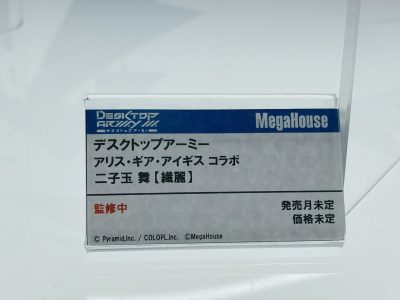 DESKTOP ARMY
デスクトップアーミー
MegaHouse
デスクトップアーミー
アリス・ギア・アイギス コラボ
二子玉 舞【繊麗】
監修中
発売月未定
価格未定
© Pyramid,Inc. / COLOPL,Inc. ©MegaHouse